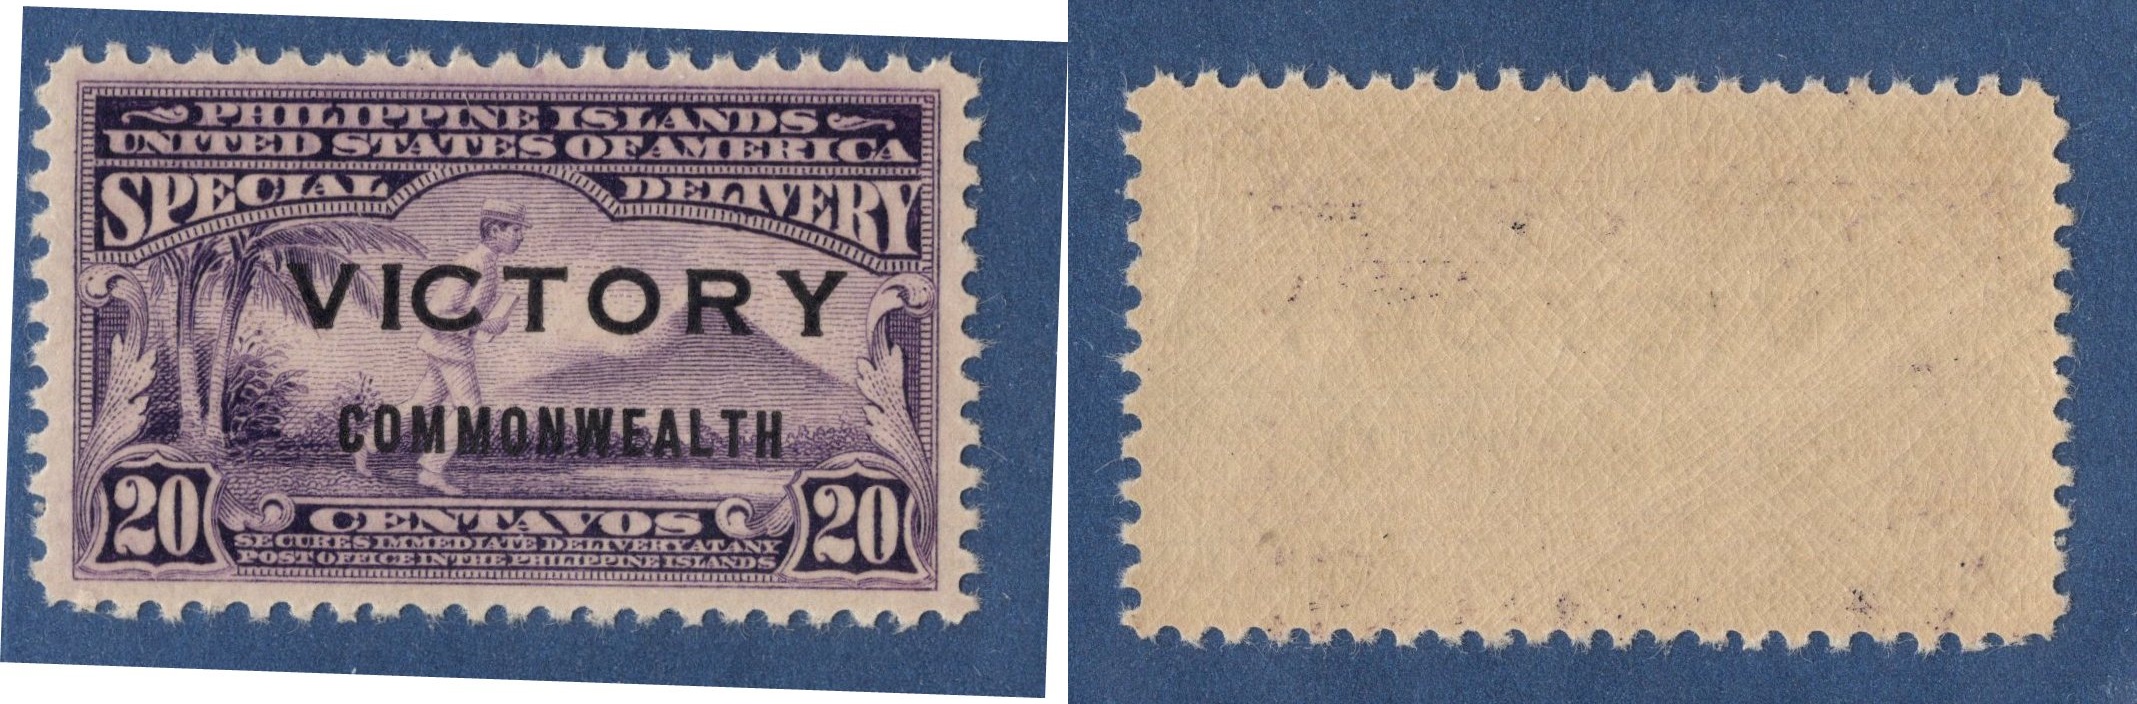 PHILIPPINE ISLANDS
UNITED STATES OF AMERICA
SPECIAL DELIVERY
VICTORY
COMMONWEALTH
20 CENTAVOS 20
SECURES IMMEDIATE DELIVERY AT ANY
POST OFFICE IN THE PHILIPPINE ISLANDS